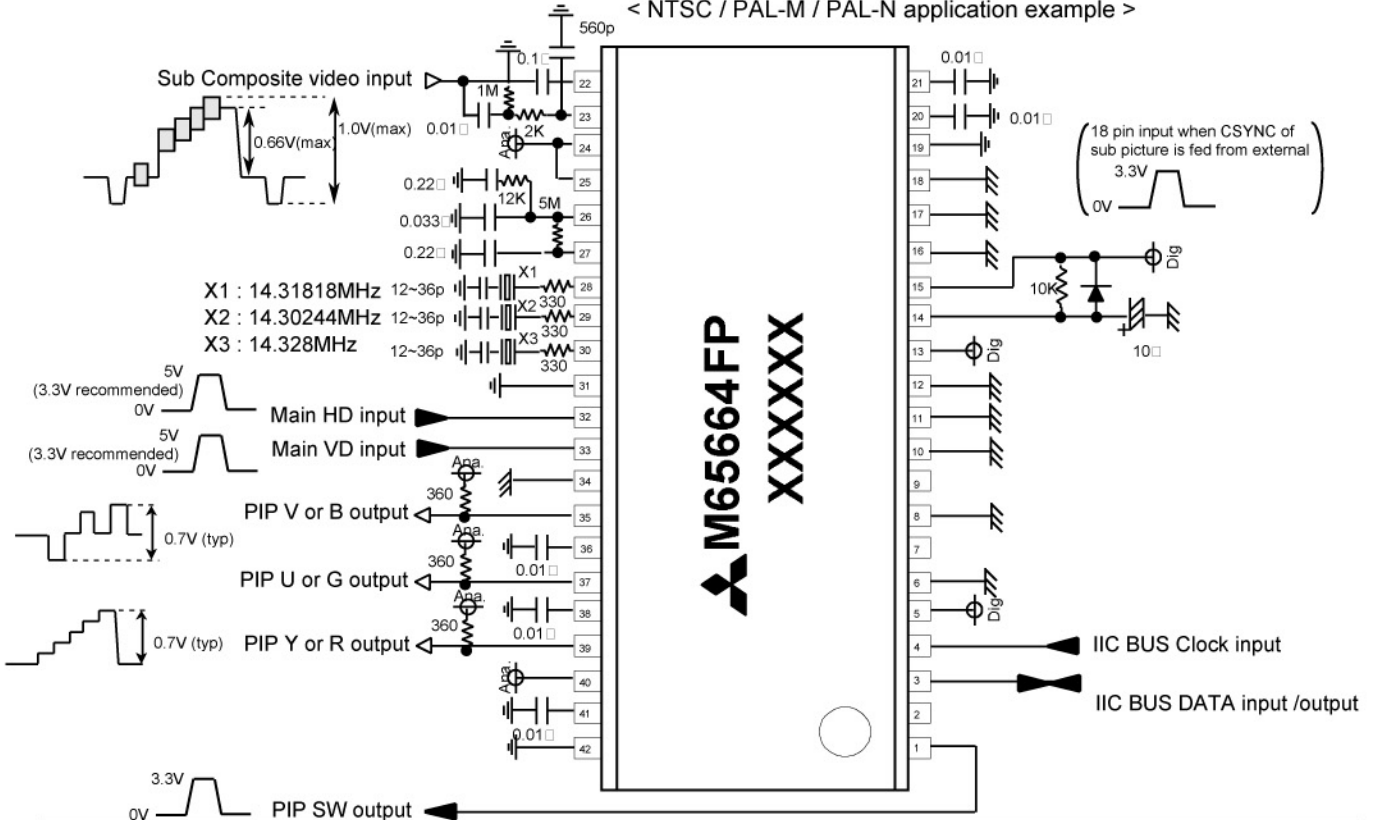 < NTSC / PAL-M / PAL-N application example >
560p
0.1□
Sub Composite video input
22
1M
0.01□
2K
23
1.0V(max)
0.66V(max)
Ana.
24
25
0.22□
12K
5M
0.033□
26
0.22□
27
X1 : 14.31818MHz
12~36p
X1
330
28
X2 : 14.30244MHz
12~36p
X2
330
29
X3 : 14.328MHz
12~36p
X3
330
30
31
5V
(3.3V recommended)
0V
Main HD input
32
5V
(3.3V recommended)
0V
Main VD input
33
Ana.
34
360
PIP V or B output
35
0.7V (typ)
Ana.
36
0.01□
360
PIP U or G output
37
Ana.
38
0.01□
360
PIP Y or R output
39
0.7V (typ)
Ana.
40
41
0.01□
42
3.3V
0V
PIP SW output
M65664FP
XXXXXX
0.01□
21
20
0.01□
19
18 pin input when CSYNC of
sub picture is fed from external
3.3V
0V
18
17
16
Dig
15
10K
14
+
10□
13
Dig
12
11
10
9
8
7
6
5
Dig
4
IIC BUS Clock input
3
IIC BUS DATA input /output
2
1